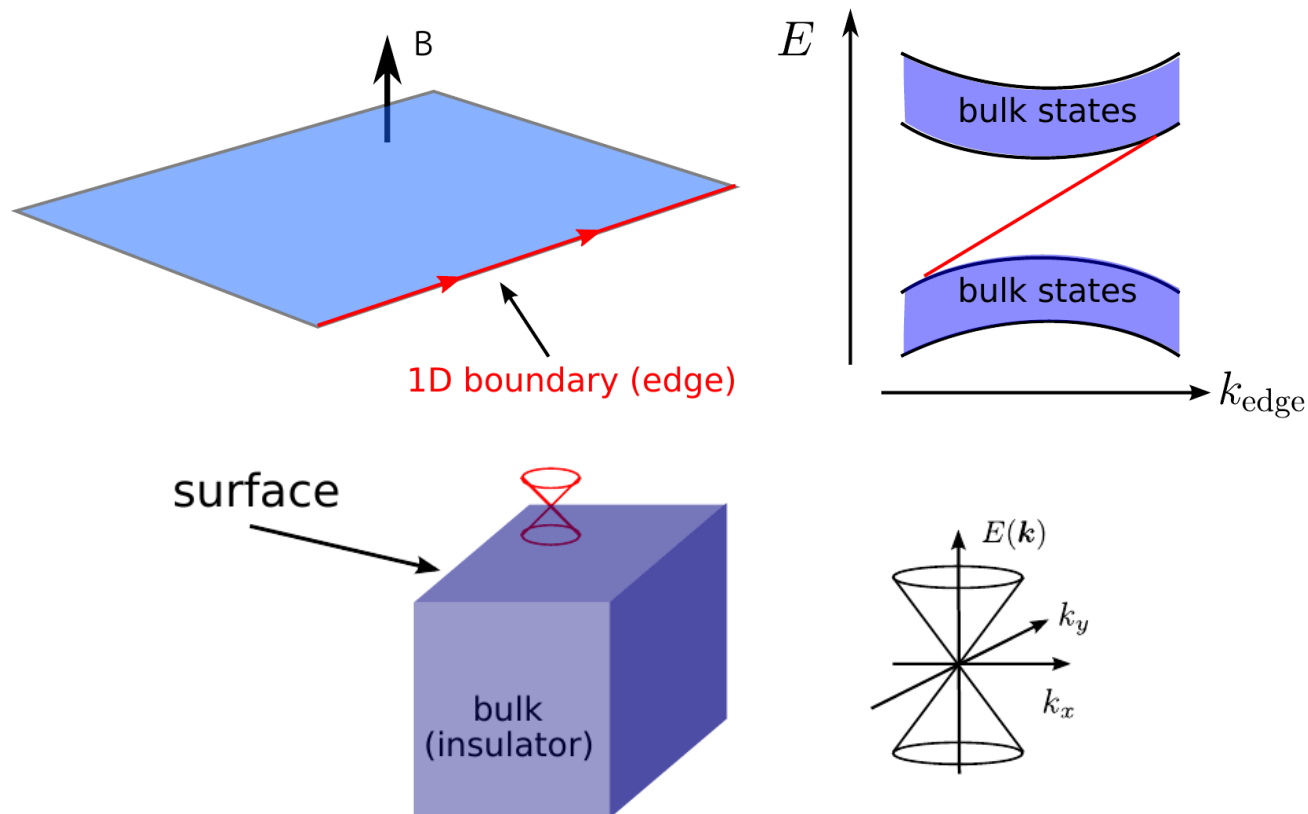 B
E
bulk states
bulk states
1D boundary (edge)
k_edge
surface
E(k)
k_y
k_x
bulk
(insulator)